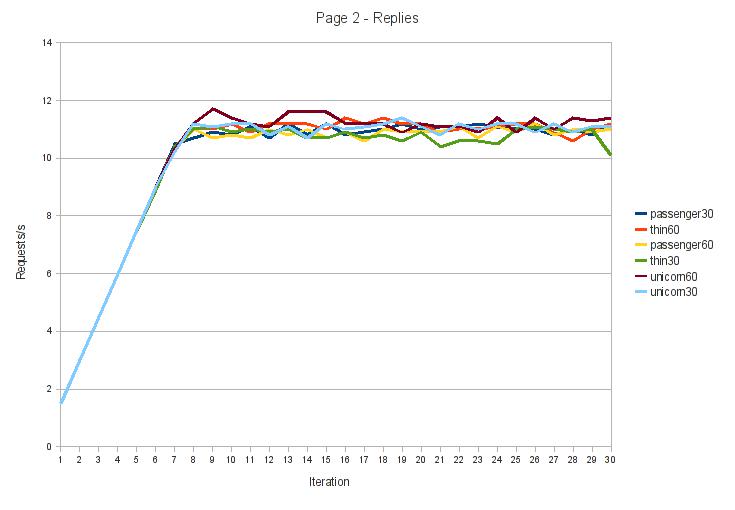 Page 2 - Replies
14
12
10
8
6
4
2
0
Requests/s
1 2 3 4 5 6 7 8 9 10 11 12 13 14 15 16 17 18 19 20 21 22 23 24 25 26 27 28 29 30
Iteration
passenger30
thin60
passenger60
thin30
unicorn60
unicorn30